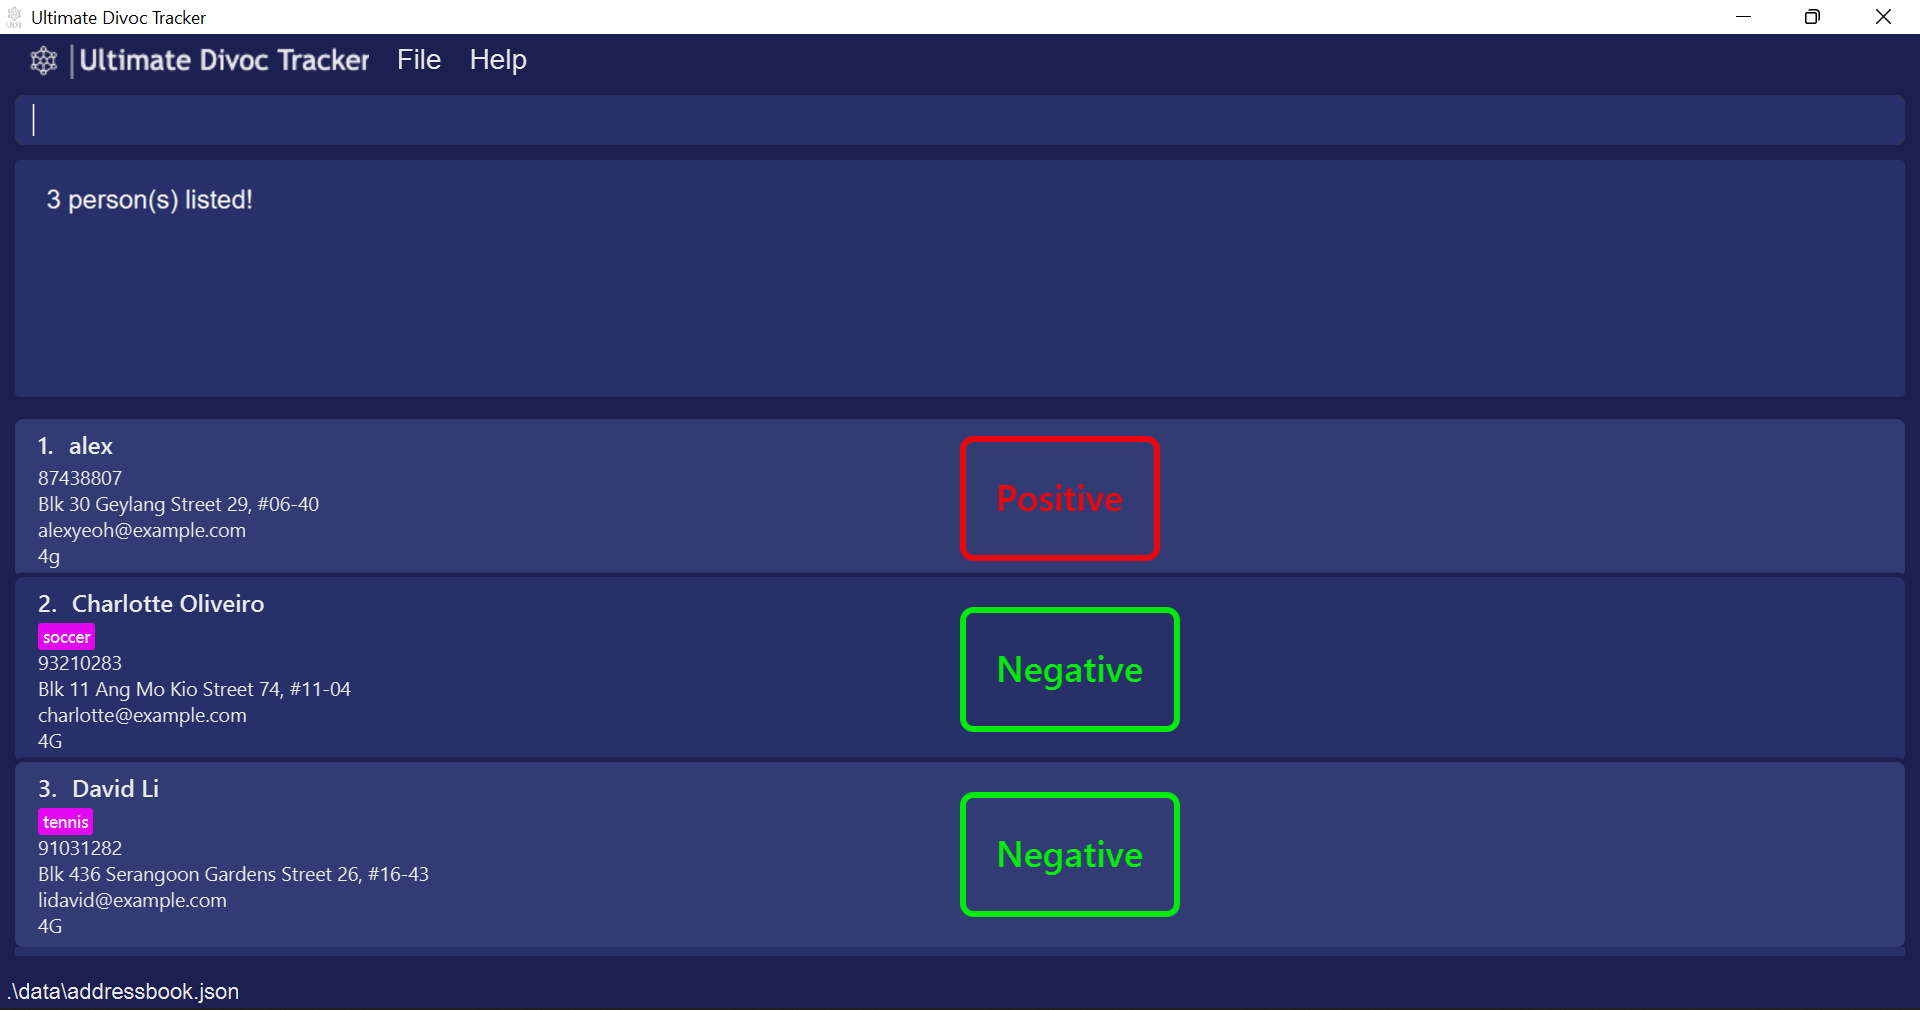 Ultimate Divoc Tracker
Ultimate Divoc Tracker File Help
3 person(s) listed!
1. alex
87438807
Blk 30 Geylang Street 29, #06-40
alexyeoh@example.com
4g
Positive
2. Charlotte Oliveiro
soccer
93210283
Blk 11 Ang Mo Kio Street 74, #11-04
charlotte@example.com
4G
Negative
3. David Li
tennis
91031282
Blk 436 Serangoon Gardens Street 26, #16-43
lidavid@example.com
4G
Negative
.\data\addressbook.json